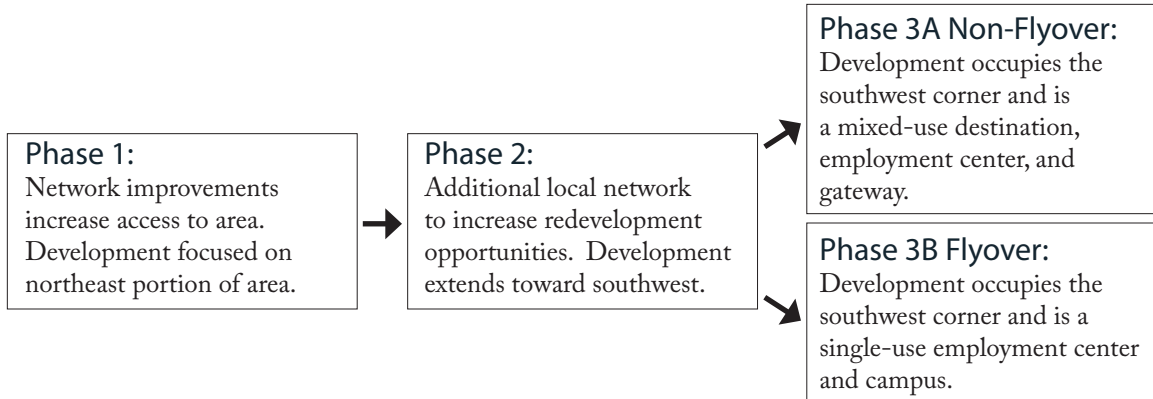 Phase 1:
Network improvements
increase access to area.
Development focused on
northeast portion of area.
Phase 2:
Additional local network
to increase redevelopment
opportunities.  Development
extends toward southwest.
Phase 3A Non-Flyover:
Development occupies the
southwest corner and is
a mixed-use destination,
employment center, and
gateway.
Phase 3B Flyover:
Development occupies the
southwest corner and is a
single-use employment center
and campus.